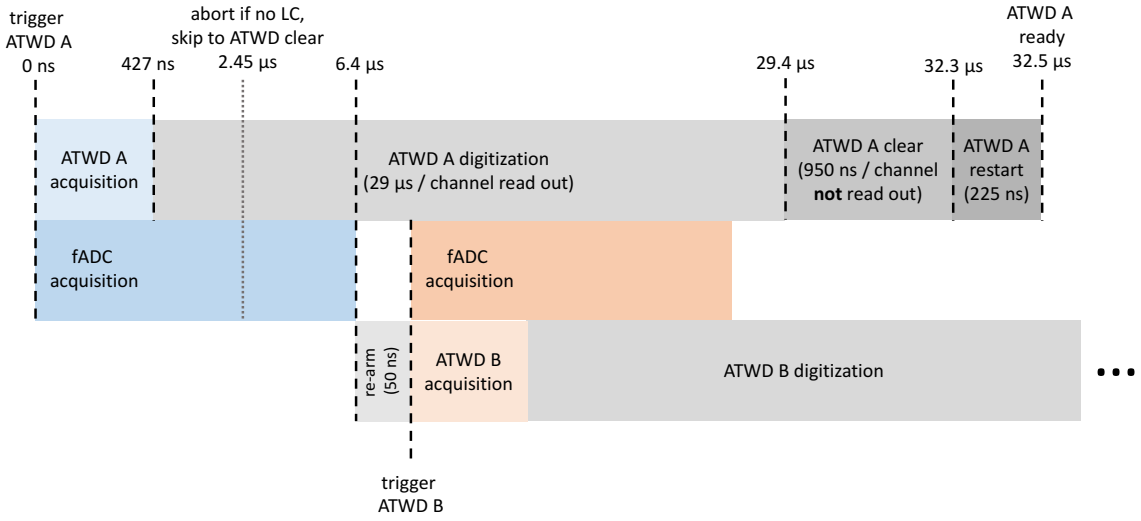 trigger
ATWD A
0 ns
427 ns
abort if no LC,
skip to ATWD clear
2.45 µs
6.4 µs
29.4 µs
32.3 µs
ATWD A
ready
32.5 µs
ATWD A
acquisition
ATWD A digitization
(29 µs / channel read out)
ATWD A clear
(950 ns / channel
not read out)
ATWD A
restart
(225 ns)
fADC
acquisition
fADC
acquisition
re-arm
(50 ns)
ATWD B
acquisition
ATWD B digitization
...
trigger
ATWD B